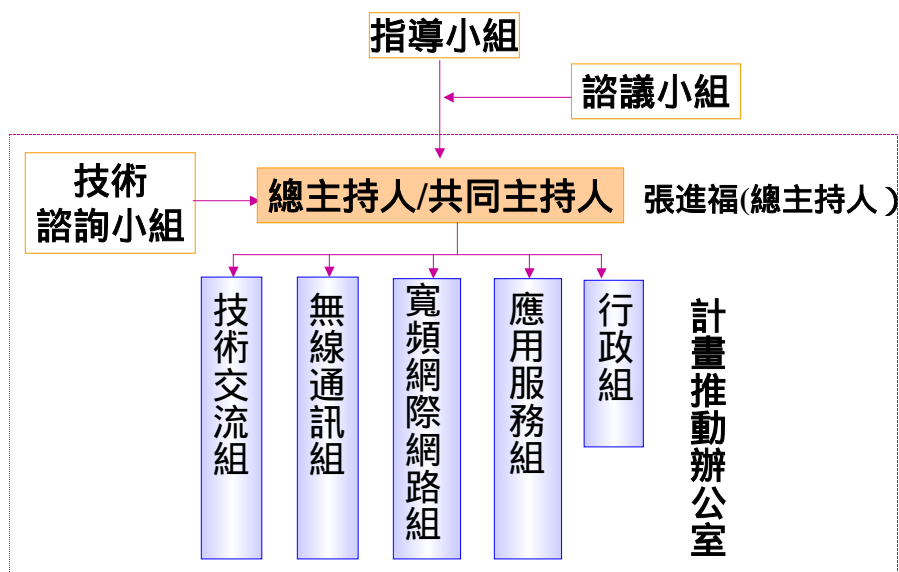 指導小組
諮議小組
技術
諮詢小組
總主持人/共同主持人
張進福(總主持人)
技術交流組
無線通訊組
寬頻網際網路組
應用服務組
行政組
計畫推動辦公室